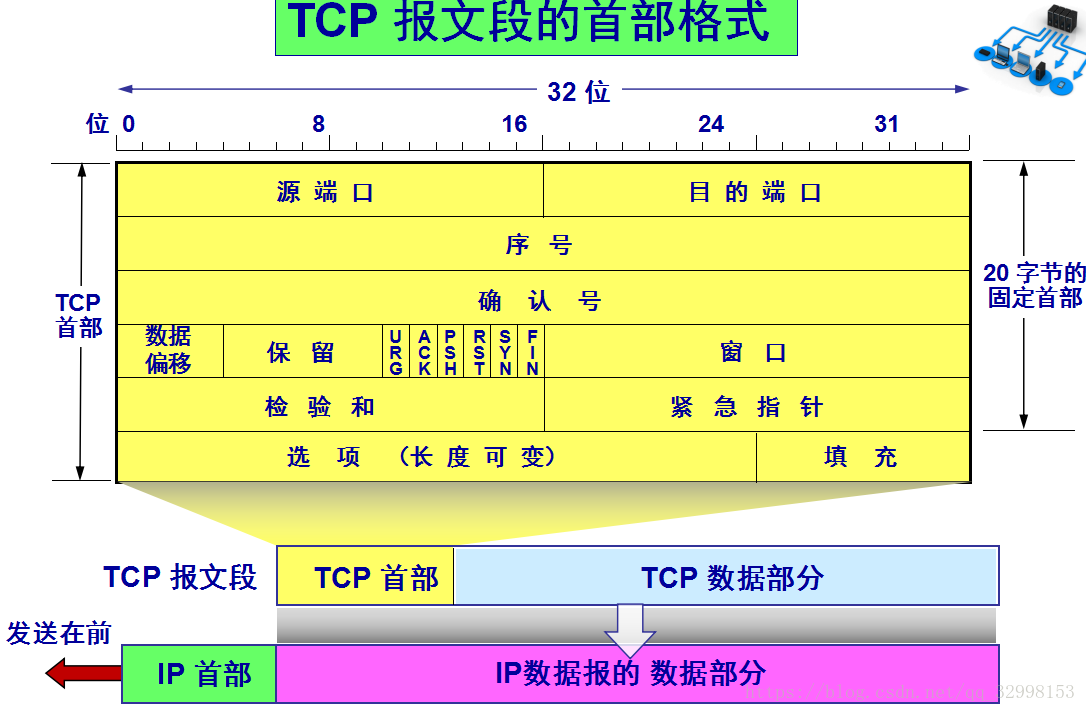 TCP 报文段的首部格式
32 位
位 0 8 16 24 31
源 端 口 目 的 端 口
序 号
20 字节的
固定首部
TCP
首部
确 认 号
数据
偏移
保 留
URG
ACK
PSH
RST
SYN
FIN
窗 口
检 验 和 紧 急 指 针
选 项 (长 度 可 变) 填 充
TCP 报文段 TCP 首部 TCP 数据部分
发送在前
IP 首部 IP数据报的 数据部分
https://blog.csdn.net/qq_32998153